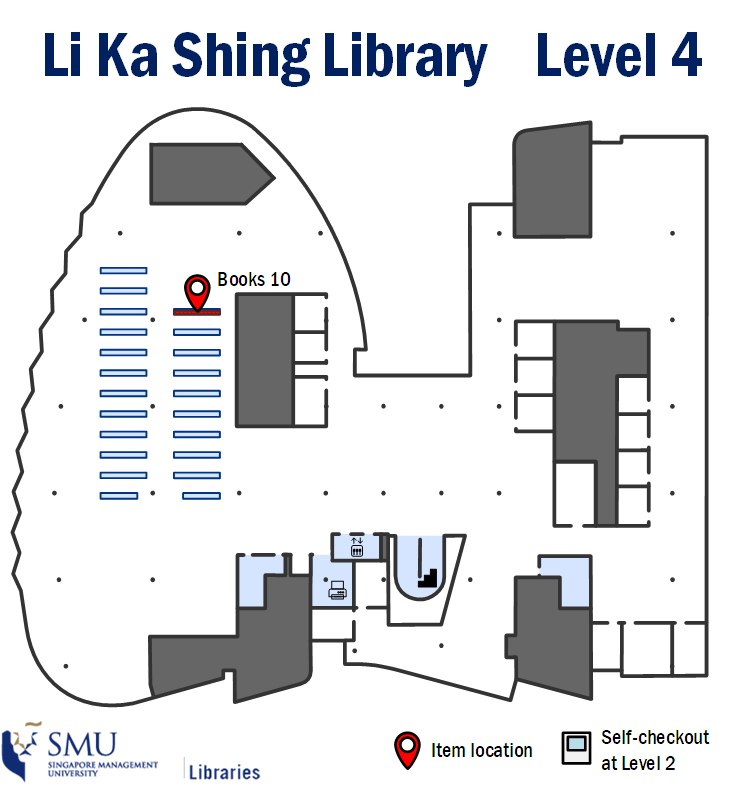 Li Ka Shing Library Level 4
Books 10
Item location
Self-checkout
at Level 2
SMU
SINGAPORE MANAGEMENT
UNIVERSITY
Libraries